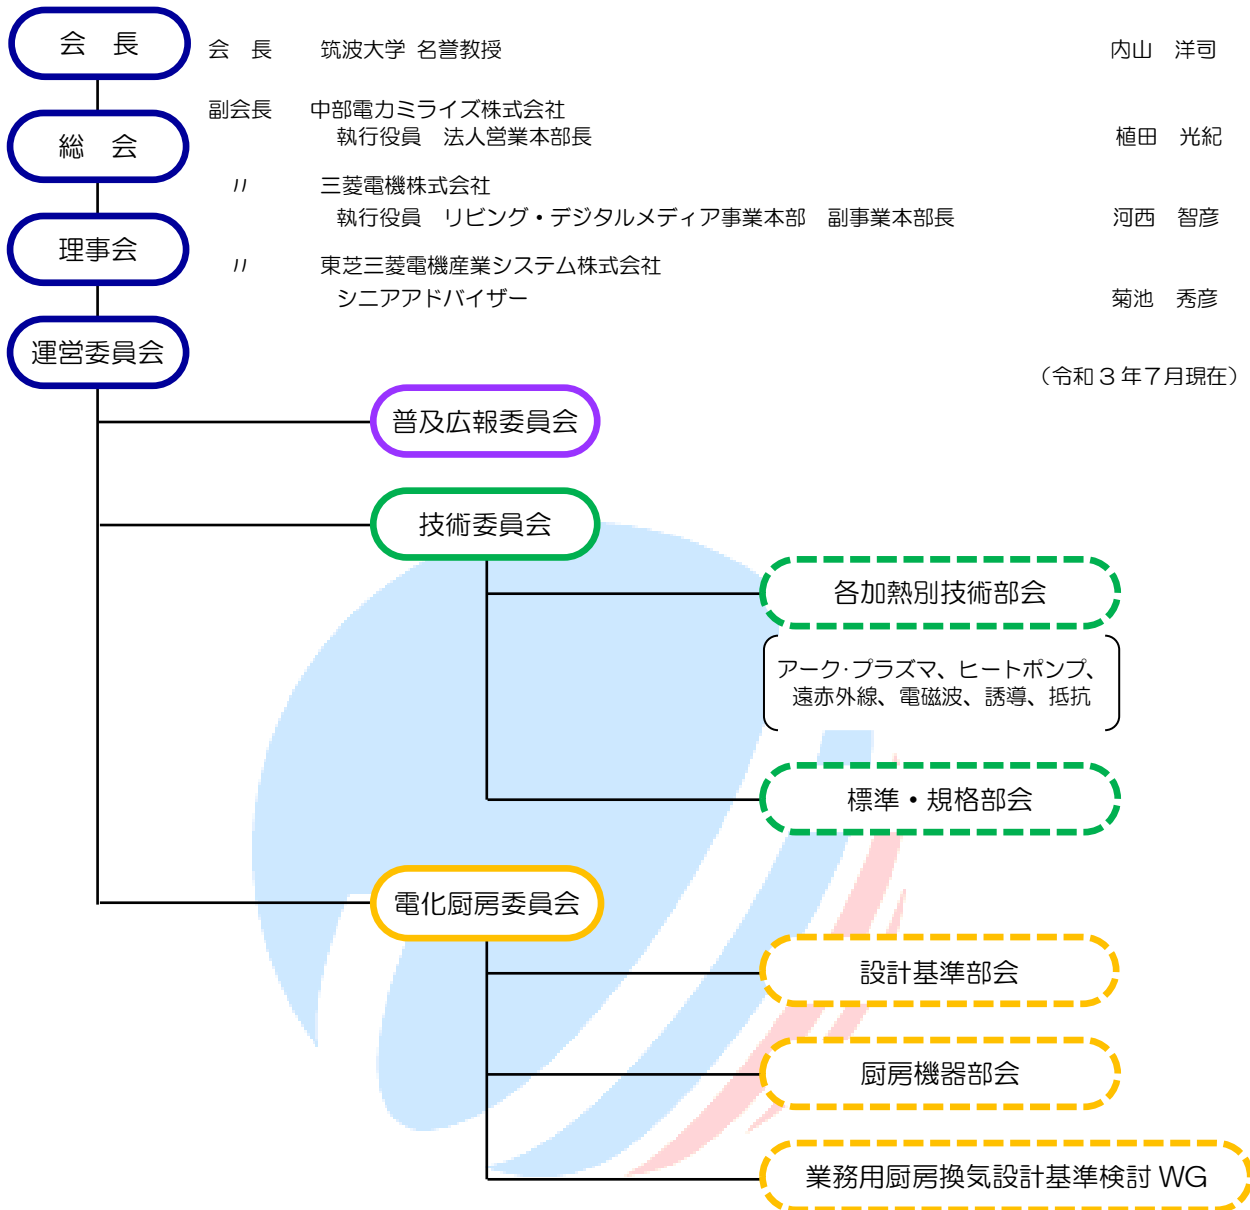 会　長
会　長　　筑波大学 名誉教授　　内山　洋司
副会長　　中部電力ミライズ株式会社
執行役員　法人営業本部長　　植田　光紀
総　会
〃　　三菱電機株式会社
執行役員　リビング・デジタルメディア事業本部　副事業本部長　　河西　智彦
理事会
〃　　東芝三菱電機産業システム株式会社
シニアアドバイザー　　菊池　秀彦
運営委員会
（令和３年７月現在）
普及広報委員会
技術委員会
各加熱別技術部会
アーク・プラズマ、ヒートポンプ、
遠赤外線、電磁波、誘導、抵抗
標準・規格部会
電化厨房委員会
設計基準部会
厨房機器部会
業務用厨房換気設計基準検討 WG